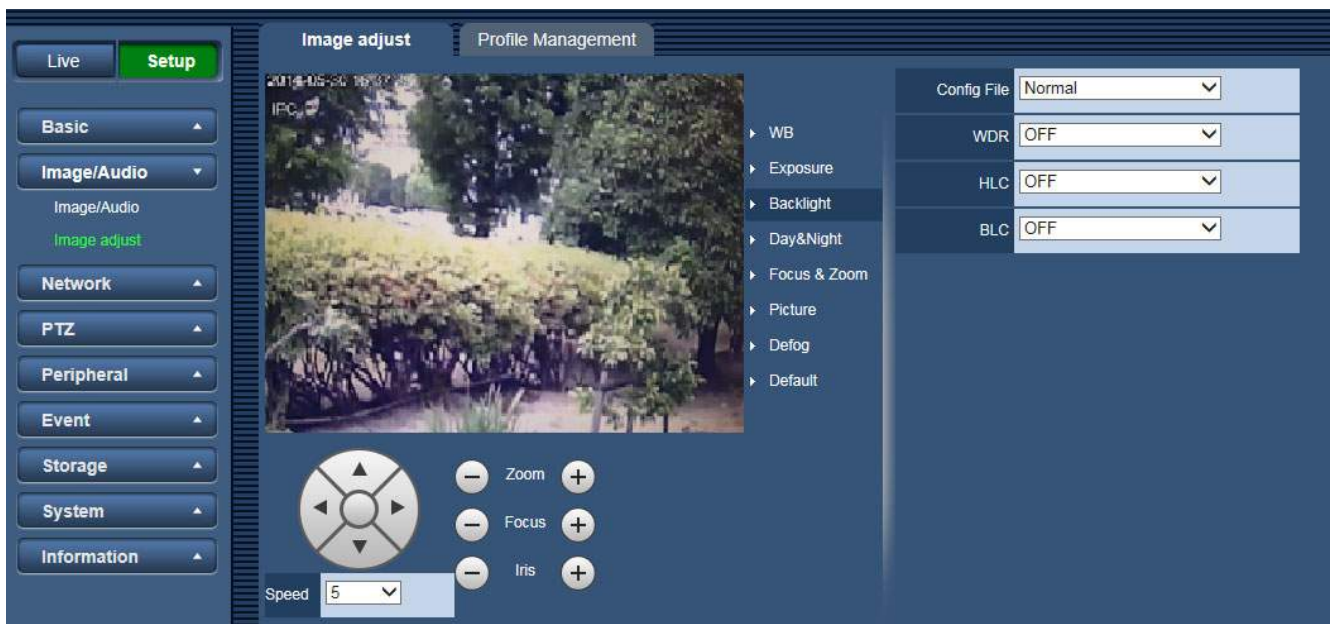 Live
Setup
Basic
Image/Audio
Image/Audio
Image adjust
Network
PTZ
Peripheral
Event
Storage
System
Information
Image adjust
Profile Management
IPC
WB
Exposure
Backlight
Day&Night
Focus & Zoom
Picture
Defog
Default
Config File Normal
WDR OFF
HLC OFF
BLC OFF
Zoom
Focus
Iris
Speed 5